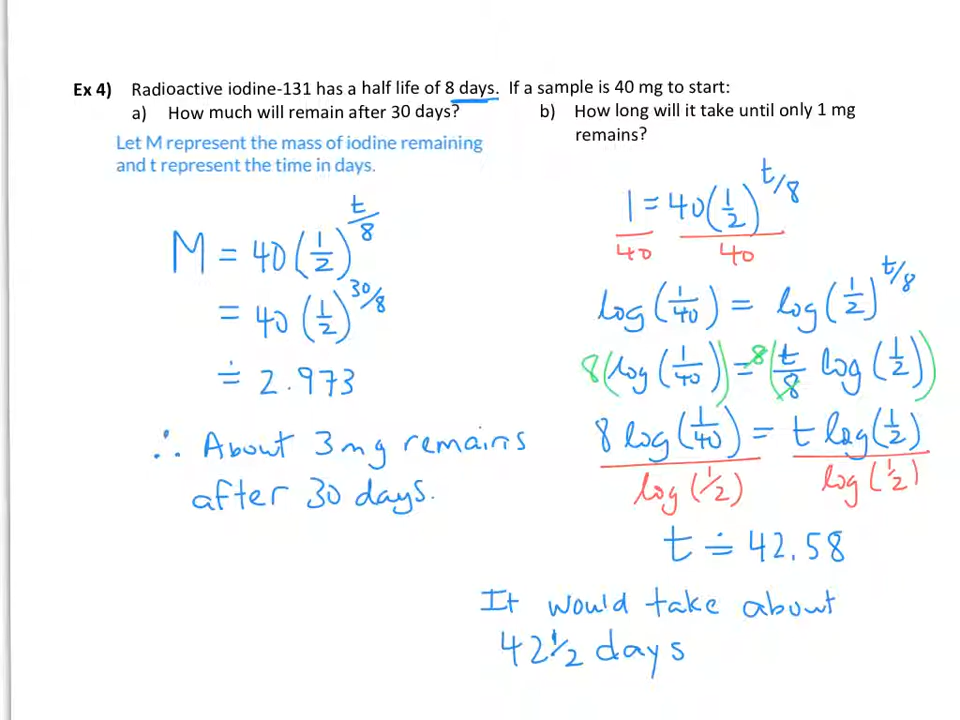 Ex 4) Radioactive iodine-131 has a half life of 8 days. If a sample is 40 mg to start:
a) How much will remain after 30 days?
b) How long will it take until only 1 mg
remains?
Let M represent the mass of iodine remaining
and t represent the time in days.
M = 40(1/2)^(t/8)
= 40(1/2)^(30/8)
≐ 2.973
∴ About 3mg remains
after 30 days.
1 = 40(1/2)^(t/8)
40 40
log(1/40) = log(1/2)^(t/8)
8(log(1/40)) = 8(t/8 log(1/2))
8 log(1/40) = t log(1/2)
log(1/2) log(1/2)
t ≐ 42.58
It would take about
42 1/2 days